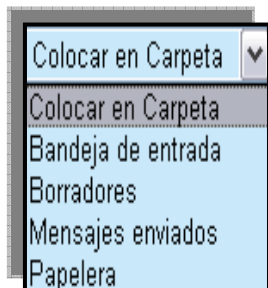 Colocar en Carpeta
Colocar en Carpeta
Bandeja de entrada
Borradores
Mensajes enviados
Papelera